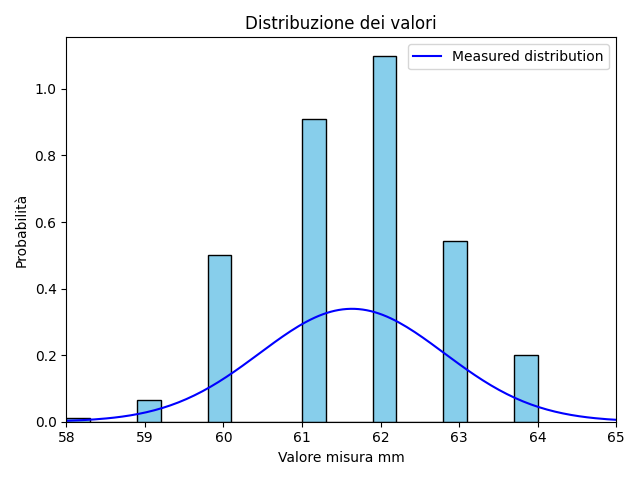 Distribuzione dei valori
Measured distribution
Probabilità
1.0
0.8
0.6
0.4
0.2
0.0
58 59 60 61 62 63 64 65
Valore misura mm